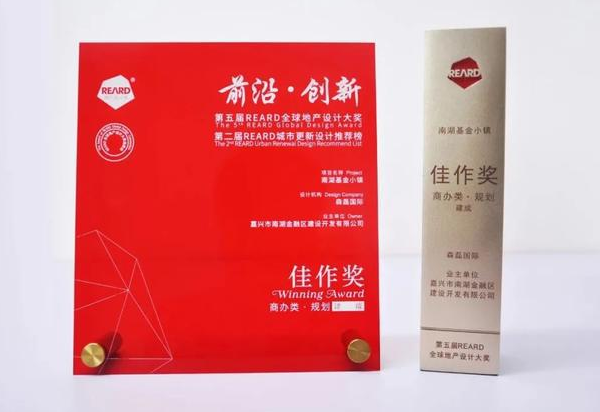 REARD
前沿·创新
第五届REARD全球地产设计大奖
The 5th REARD Global Design Award
第二届REARD城市更新设计推荐榜
The 2nd REARD Urban Renewal Design Recommend List
项目名称 Project
南湖基金小镇
设计机构 Design Company
森磊国际
业主单位 Owner
嘉兴市南湖金融区建设开发有限公司
佳作奖
Winning Award
商办类·规划
REARD
南湖基金小镇
佳作奖
商办类·规划
建成
森磊国际
业主单位
嘉兴市南湖金融区
建设开发有限公司
第五届REARD
全球地产设计大奖